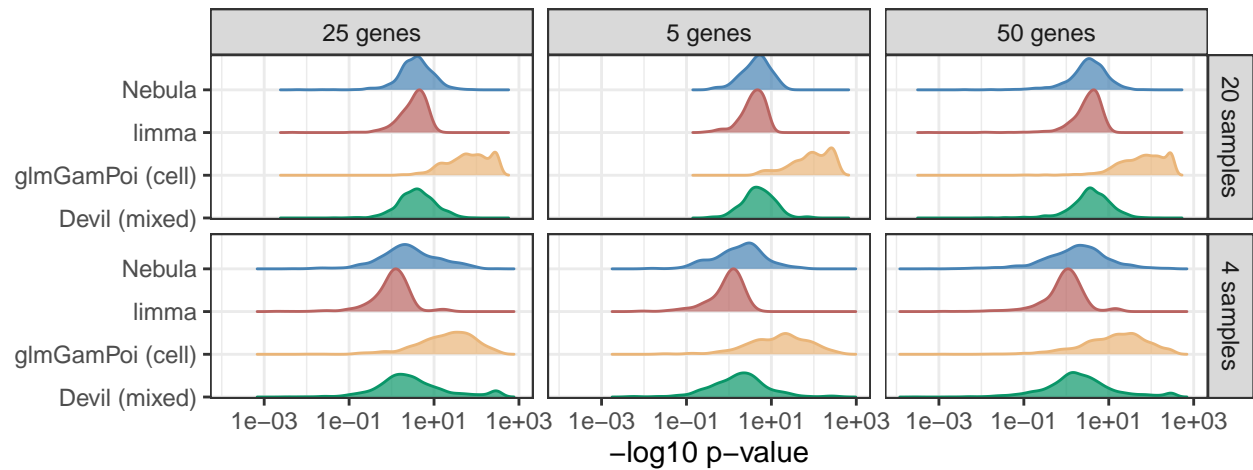 25 genes
5 genes
50 genes
Nebula
limma
glmGamPoi (cell)
Devil (mixed)
20 samples
Nebula
limma
glmGamPoi (cell)
Devil (mixed)
4 samples
1e−03 1e−01 1e+01 1e+03 1e−03 1e−01 1e+01 1e+03 1e−03 1e−01 1e+01 1e+03
−log10 p−value